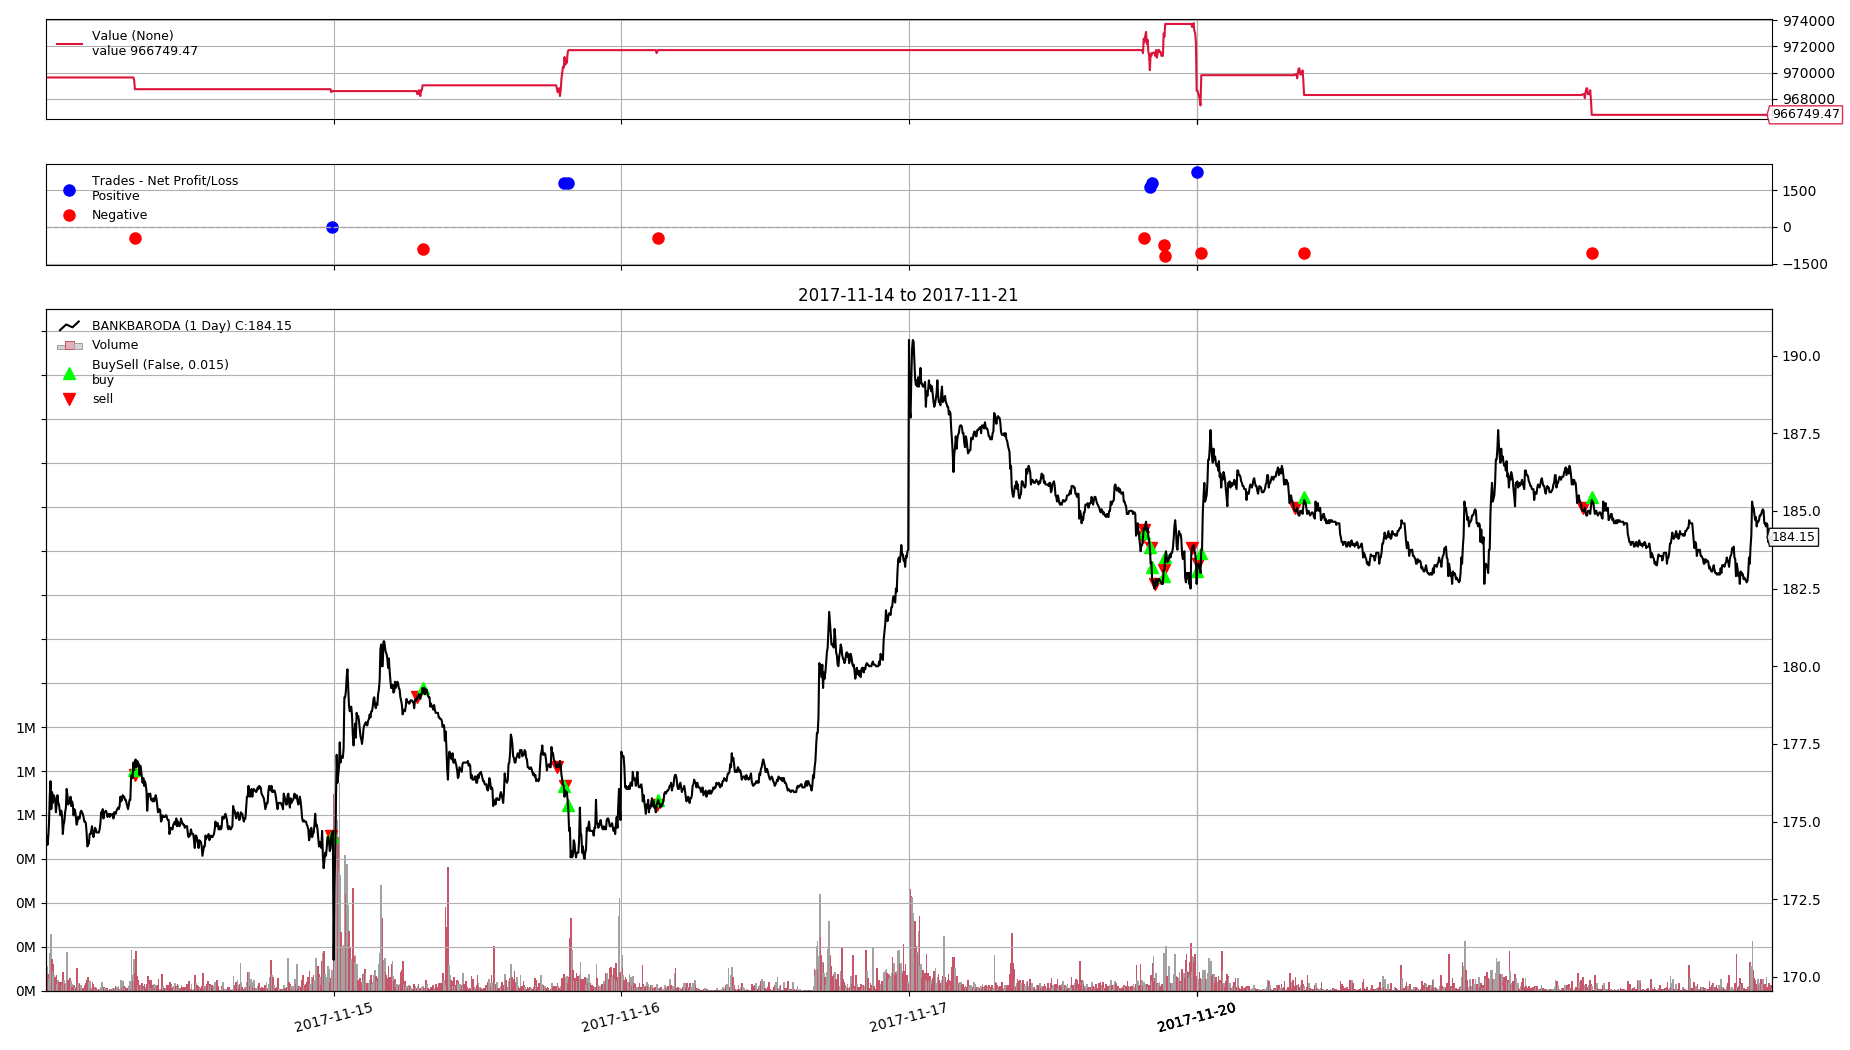 Value (None)
value 966749.47
974000
972000
970000
968000
966749.47
Trades - Net Profit/Loss
Positive
Negative
1500
0
−1500
2017-11-14 to 2017-11-21
BANKBARODA (1 Day) C:184.15
Volume
BuySell (False, 0.015)
buy
sell
190.0
187.5
185.0
184.15
182.5
180.0
177.5
175.0
172.5
170.0
1M
1M
1M
0M
0M
0M
0M
2017-11-15
2017-11-16
2017-11-17
2017-11-20